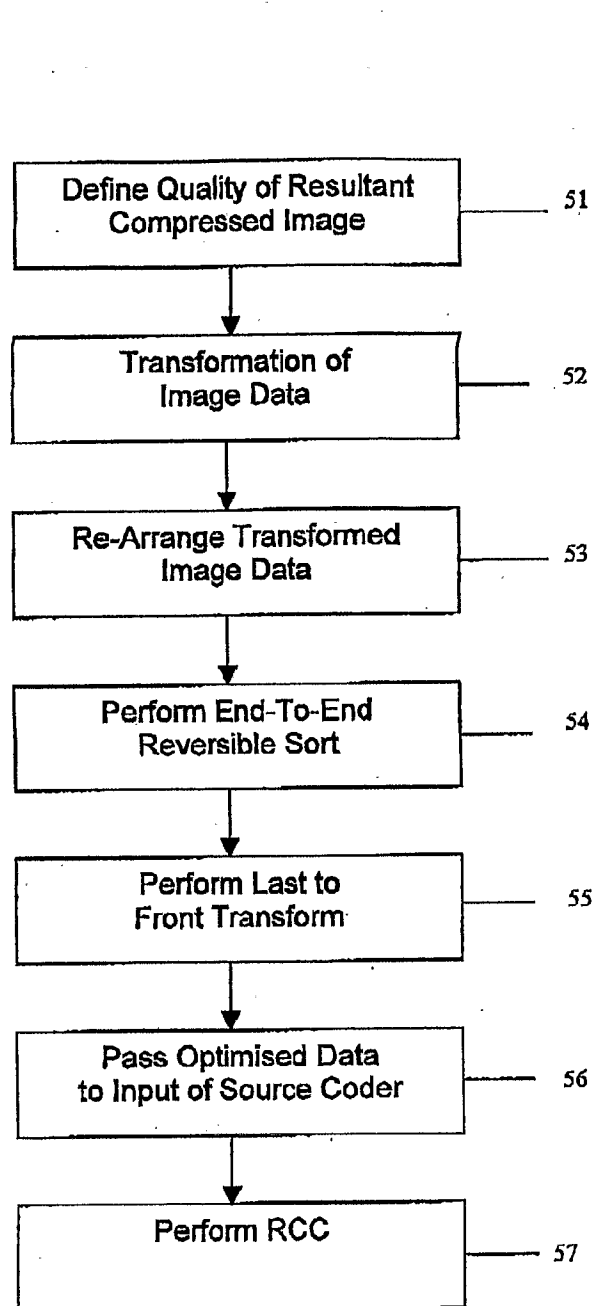 Define Quality of Resultant
Compressed Image
51
Transformation of
Image Data
52
Re-Arrange Transformed
Image Data
53
Perform End-To-End
Reversible Sort
54
Perform Last to
Front Transform
55
Pass Optimised Data
to Input of Source Coder
56
Perform RCC
57